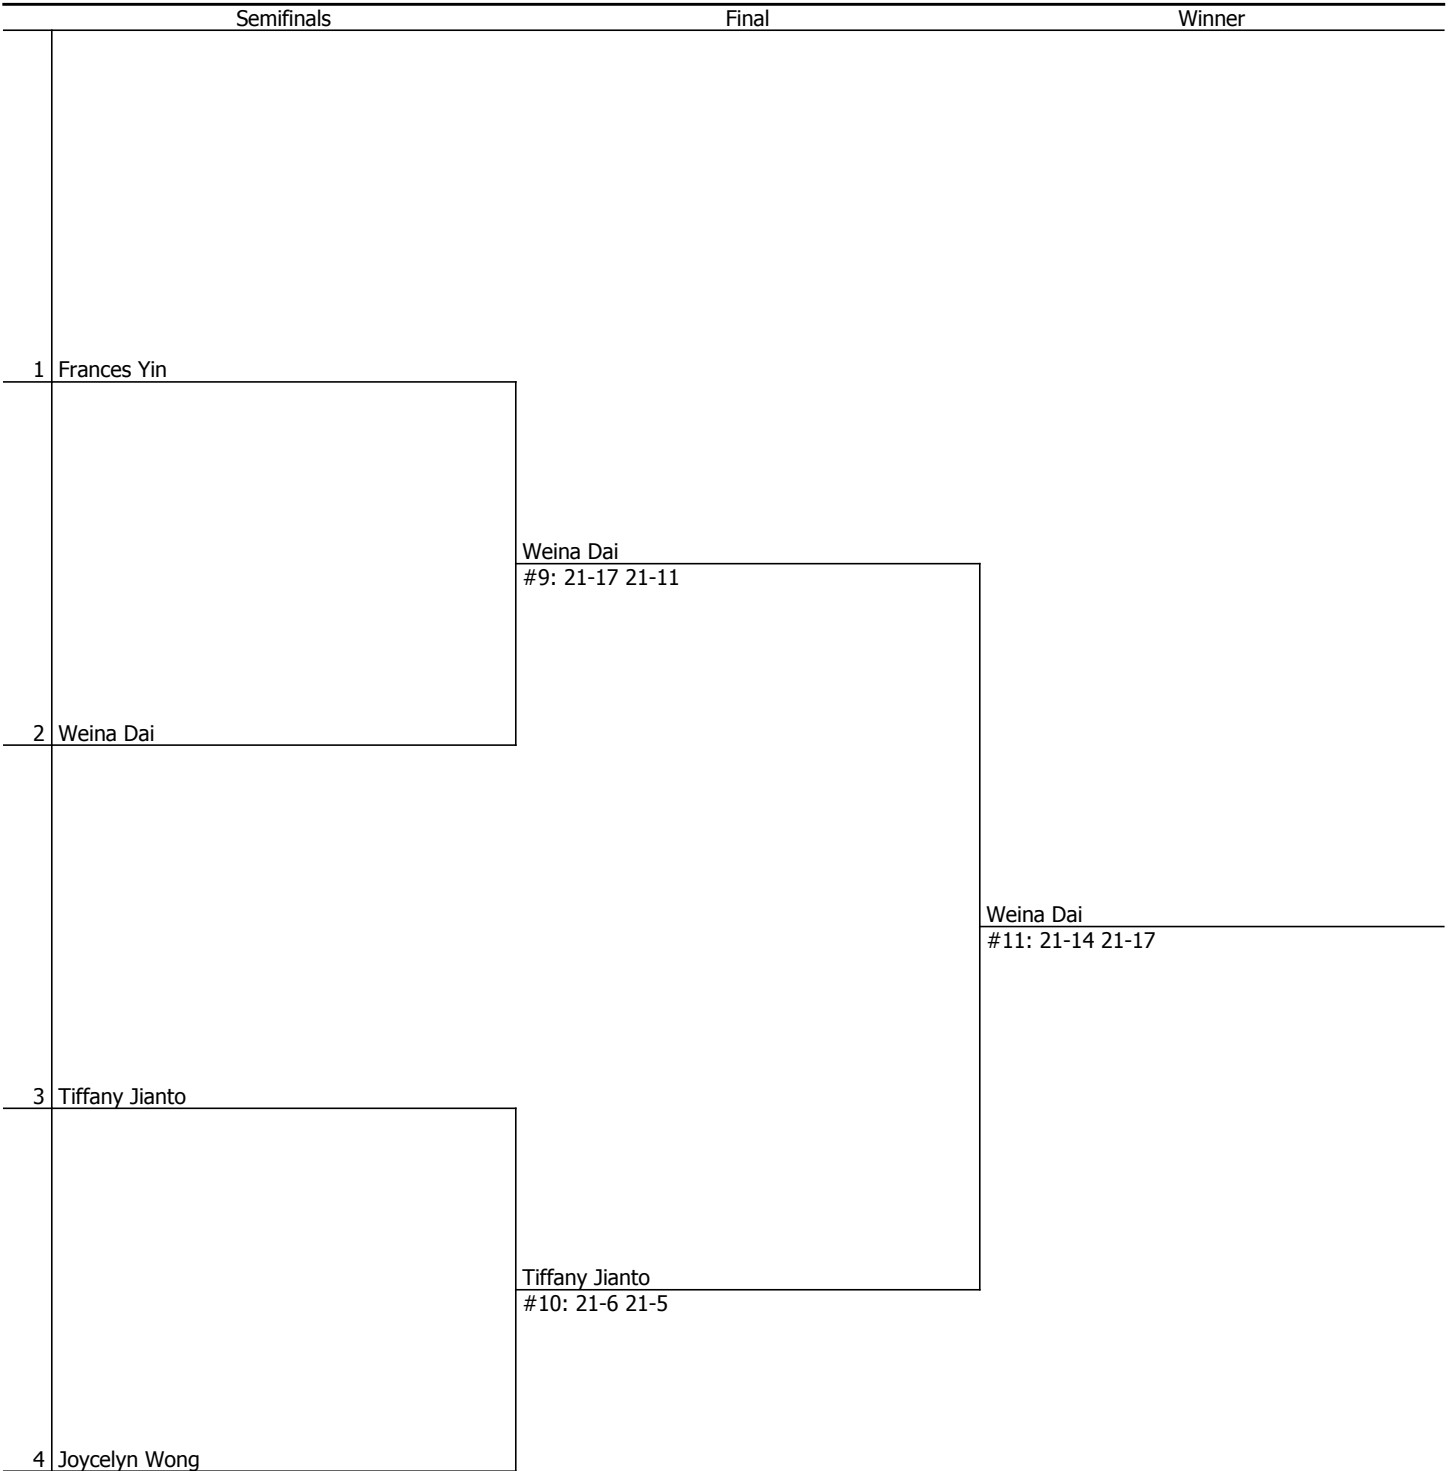 Semifinals Final Winner
1 Frances Yin
Weina Dai
#9: 21-17 21-11
2 Weina Dai
Weina Dai
#11: 21-14 21-17
3 Tiffany Jianto
Tiffany Jianto
#10: 21-6 21-5
4 Joycelyn Wong